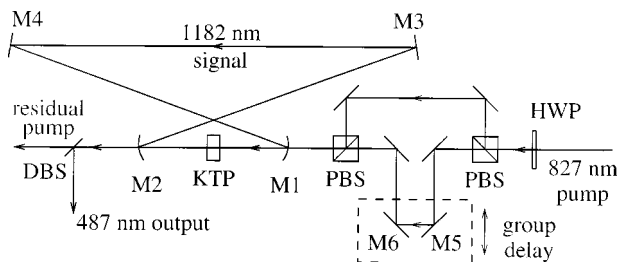 M4
1182 nm
M3
signal
residual
pump
HWP
DBS
M2
KTP
M1
PBS
PBS
827 nm
pump
487 nm output
M6
M5
group
delay